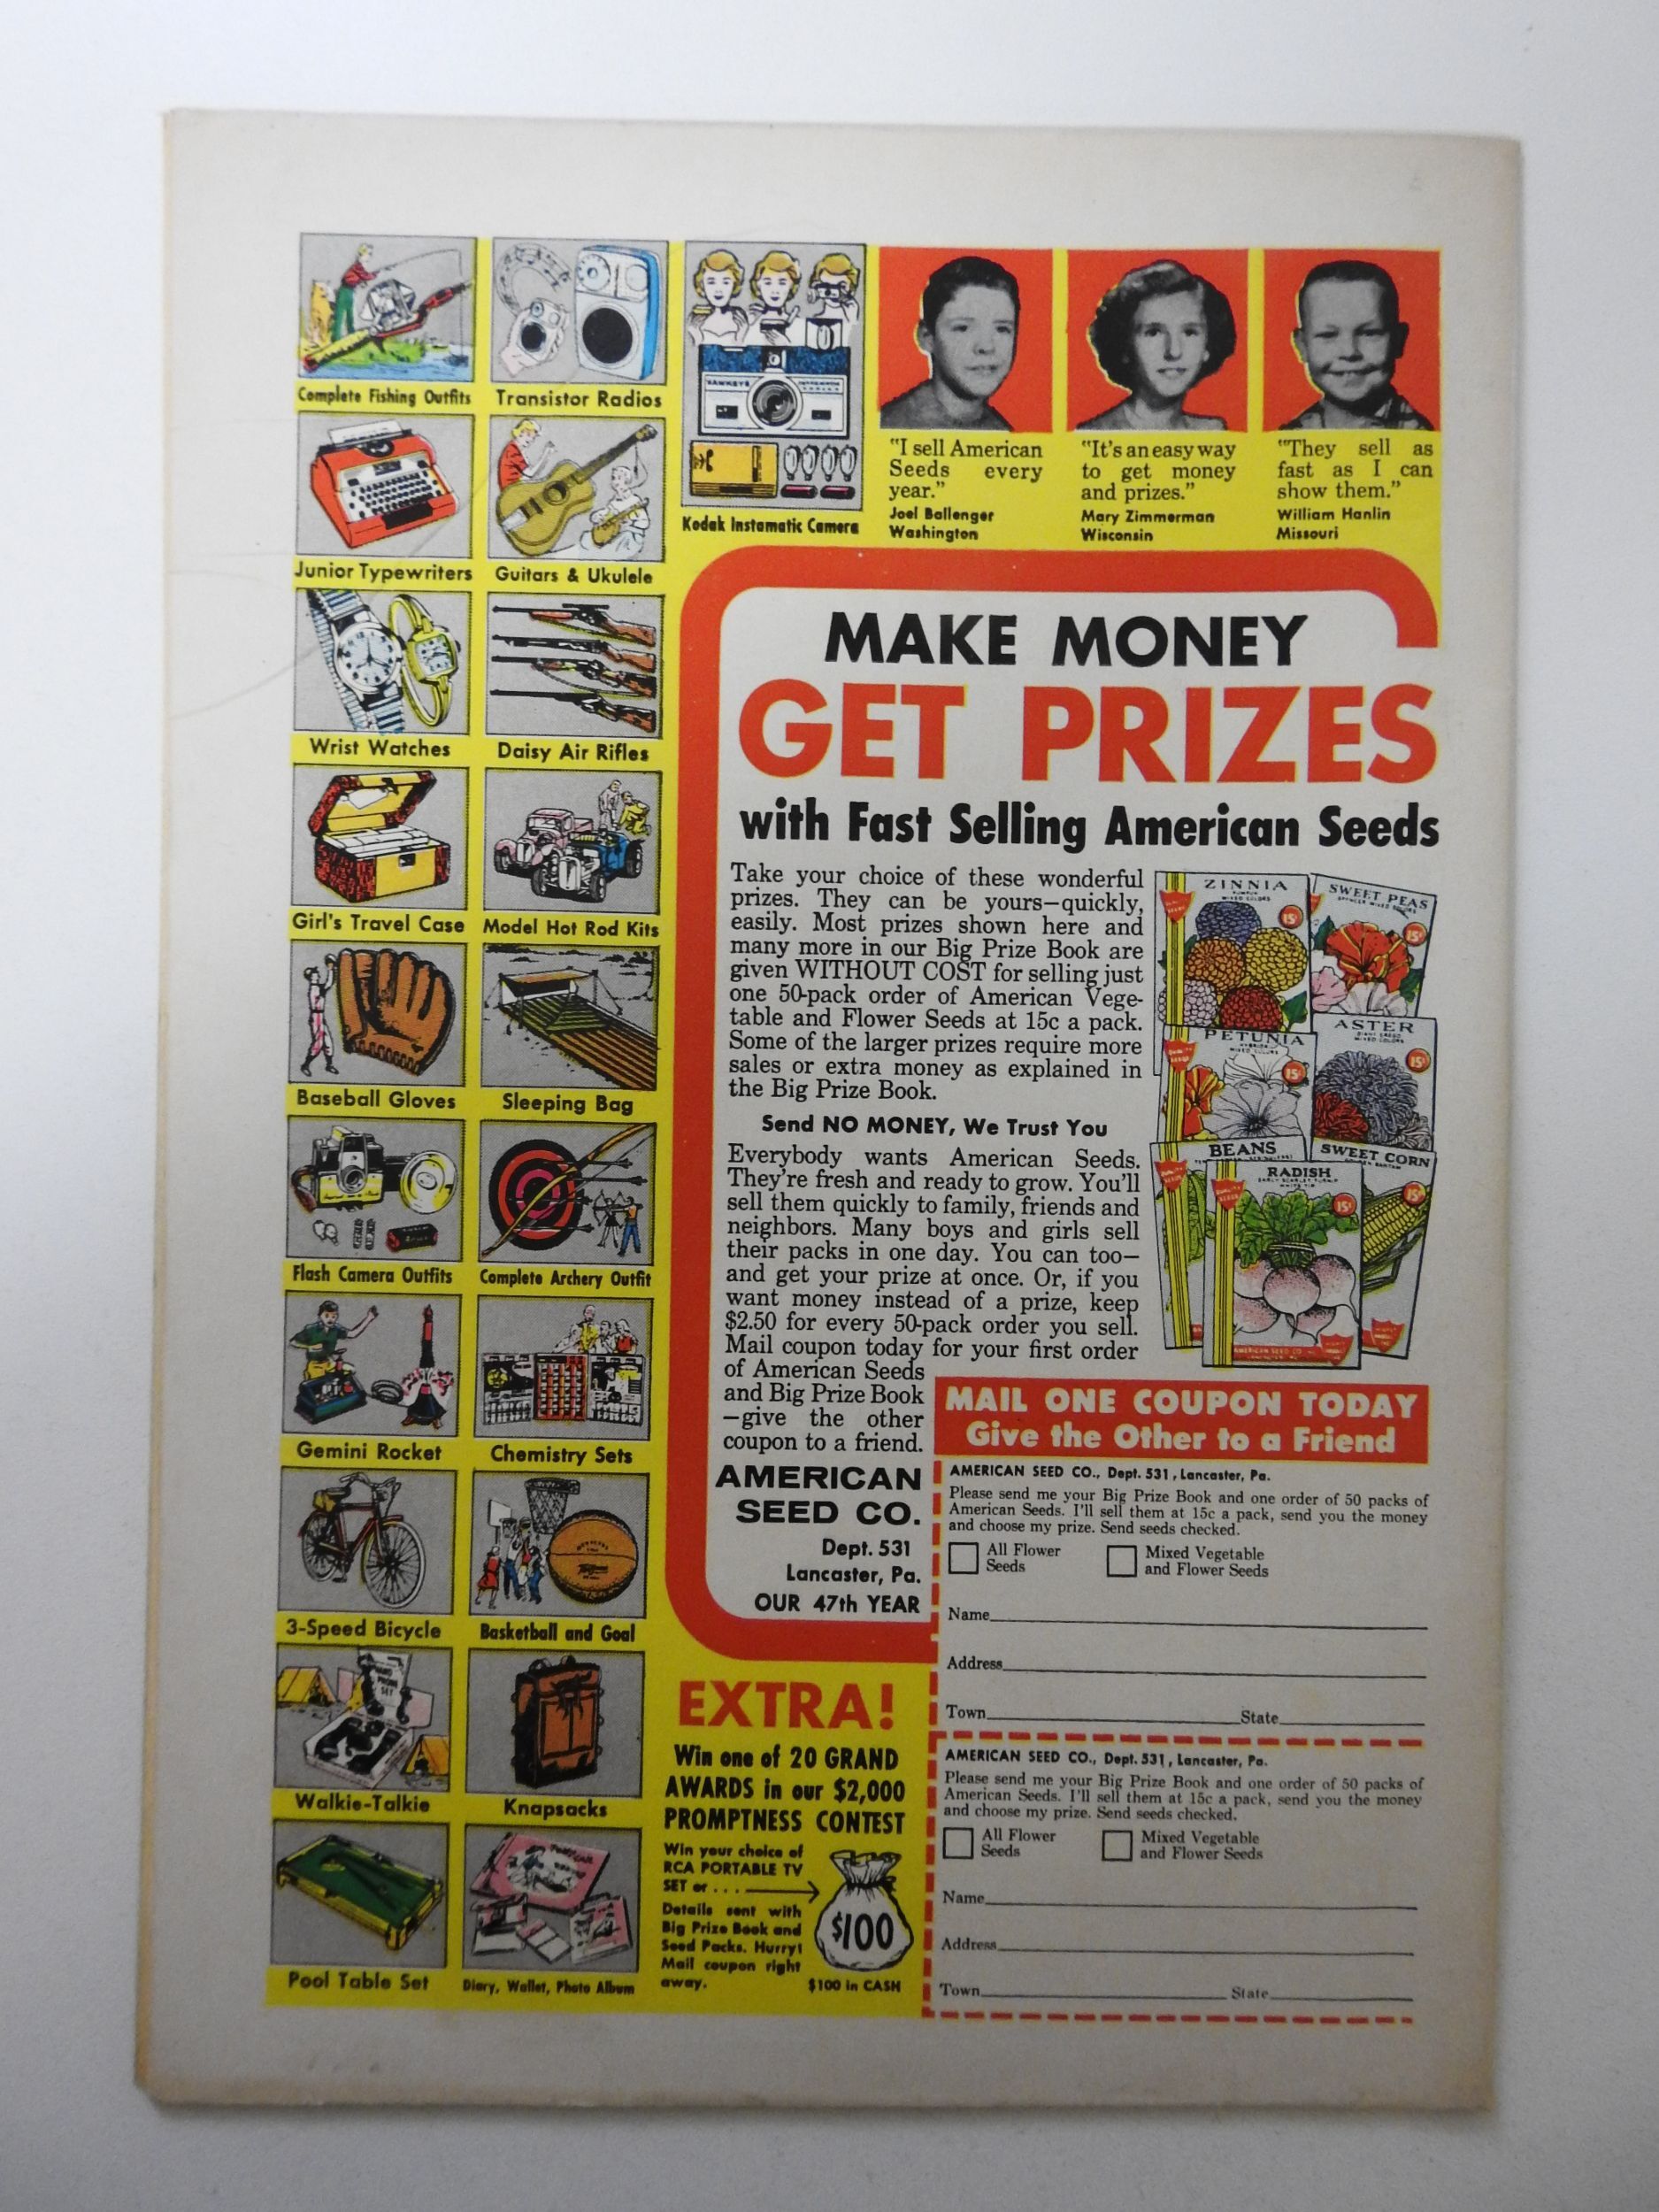 Complete Fishing Outfits
Transistor Radios
HAWKEYE INSTAMATIC
Kodak Instamatic Camera
"I sell American
Seeds every
year."
Joel Ballenger
Washington
"It's an easy way
to get money
and prizes."
Mary Zimmerman
Wisconsin
"They sell as
fast as I can
show them."
William Hanlin
Missouri
Junior Typewriters
Guitars & Ukulele
Wrist Watches
Daisy Air Rifles
Girl's Travel Case
Model Hot Rod Kits
Baseball Gloves
Sleeping Bag
Flash Camera Outfits
Complete Archery Outfit
Gemini Rocket
Chemistry Sets
3-Speed Bicycle
Basketball and Goal
Walkie-Talkie
Knapsacks
Pool Table Set
Diary, Wallet, Photo Album
MAKE MONEY
GET PRIZES
with Fast Selling American Seeds
Take your choice of these wonderful
prizes. They can be yours—quickly,
easily. Most prizes shown here and
many more in our Big Prize Book are
given WITHOUT COST for selling just
one 50-pack order of American Vege-
table and Flower Seeds at 15c a pack.
Some of the larger prizes require more
sales or extra money as explained in
the Big Prize Book.
Send NO MONEY, We Trust You
Everybody wants American Seeds.
They're fresh and ready to grow. You'll
sell them quickly to family, friends and
neighbors. Many boys and girls sell
their packs in one day. You can too—
and get your prize at once. Or, if you
want money instead of a prize, keep
$2.50 for every 50-pack order you sell.
Mail coupon today for your first order
of American Seeds
and Big Prize Book
—give the other
coupon to a friend.
AMERICAN
SEED CO.
Dept. 531
Lancaster, Pa.
OUR 47th YEAR
ZINNIA
MIXED COLORS
15¢
SWEET PEAS
15¢
PETUNIA
15¢
ASTER
MIXED COLORS
15¢
BEANS
SWEET CORN
15¢
RADISH
15¢
AMERICAN SEED CO
MAIL ONE COUPON TODAY
Give the Other to a Friend
AMERICAN SEED CO., Dept. 531, Lancaster, Pa.
Please send me your Big Prize Book and one order of 50 packs of
American Seeds. I'll sell them at 15c a pack, send you the money
and choose my prize. Send seeds checked.
All Flower
Seeds
Mixed Vegetable
and Flower Seeds
Name
Address
Town State
AMERICAN SEED CO., Dept. 531, Lancaster, Pa.
Please send me your Big Prize Book and one order of 50 packs of
American Seeds. I'll sell them at 15c a pack, send you the money
and choose my prize. Send seeds checked.
All Flower
Seeds
Mixed Vegetable
and Flower Seeds
Name
Address
Town State
EXTRA!
Win one of 20 GRAND
AWARDS in our $2,000
PROMPTNESS CONTEST
Win your choice of
RCA PORTABLE TV
SET or . . .
Details sent with
Big Prize Book and
Seed Packs. Hurry!
Mail coupon right
away.
$100
$100 in CASH